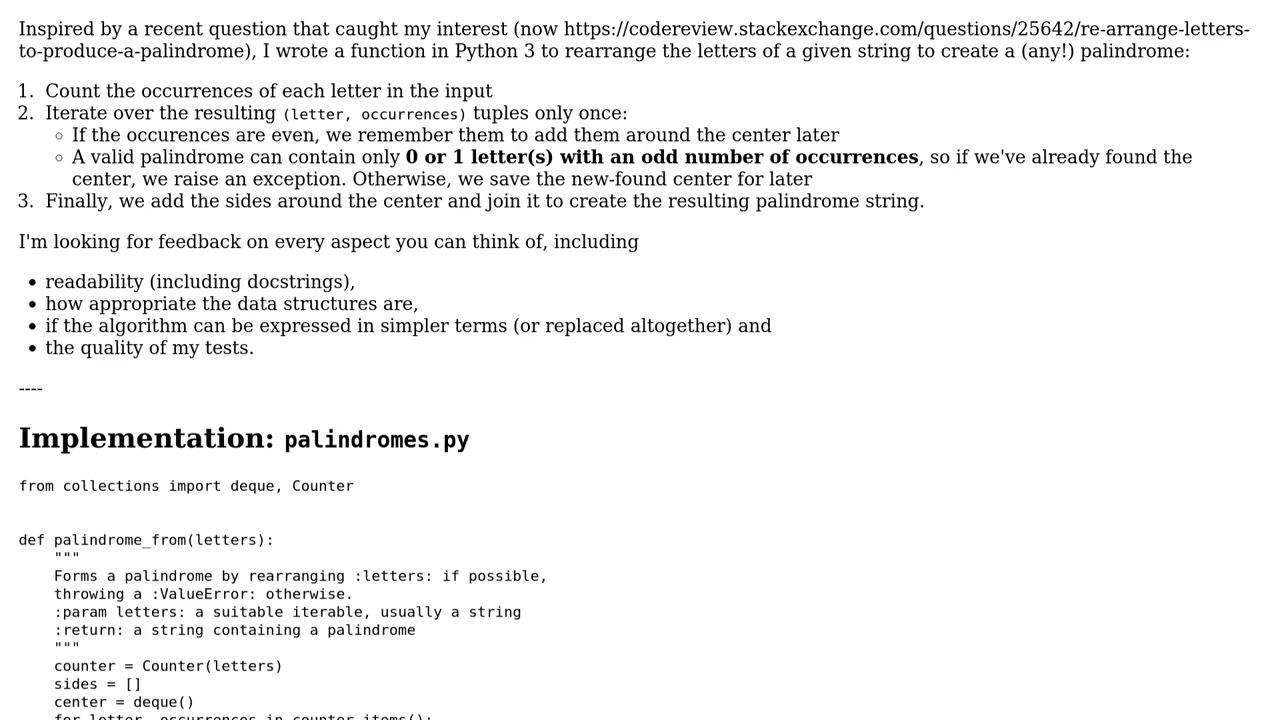 Inspired by a recent question that caught my interest (now https://codereview.stackexchange.com/questions/25642/re-arrange-letters-
to-produce-a-palindrome), I wrote a function in Python 3 to rearrange the letters of a given string to create a (any!) palindrome:
1. Count the occurrences of each letter in the input
2. Iterate over the resulting (letter, occurrences) tuples only once:
◦ If the occurences are even, we remember them to add them around the center later
◦ A valid palindrome can contain only 0 or 1 letter(s) with an odd number of occurrences, so if we've already found the
center, we raise an exception. Otherwise, we save the new-found center for later
3. Finally, we add the sides around the center and join it to create the resulting palindrome string.
I'm looking for feedback on every aspect you can think of, including
• readability (including docstrings),
• how appropriate the data structures are,
• if the algorithm can be expressed in simpler terms (or replaced altogether) and
• the quality of my tests.
----
Implementation: palindromes.py
from collections import deque, Counter
def palindrome_from(letters):
"""
Forms a palindrome by rearranging :letters: if possible,
throwing a :ValueError: otherwise.
:param letters: a suitable iterable, usually a string
:return: a string containing a palindrome
"""
counter = Counter(letters)
sides = []
center = deque()
for letter, occurrences in counter.items():